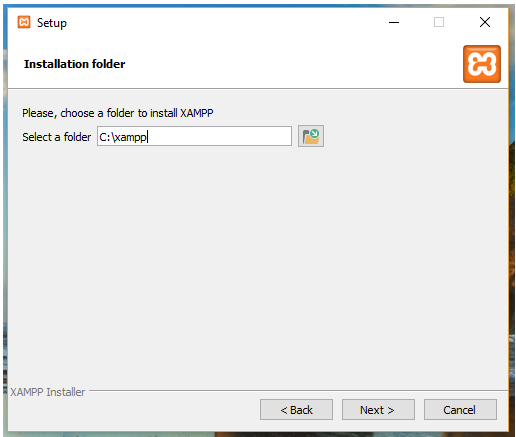 Setup
Installation folder
Please, choose a folder to install XAMPP
Select a folder C:\xampp
XAMPP Installer
< Back Next > Cancel